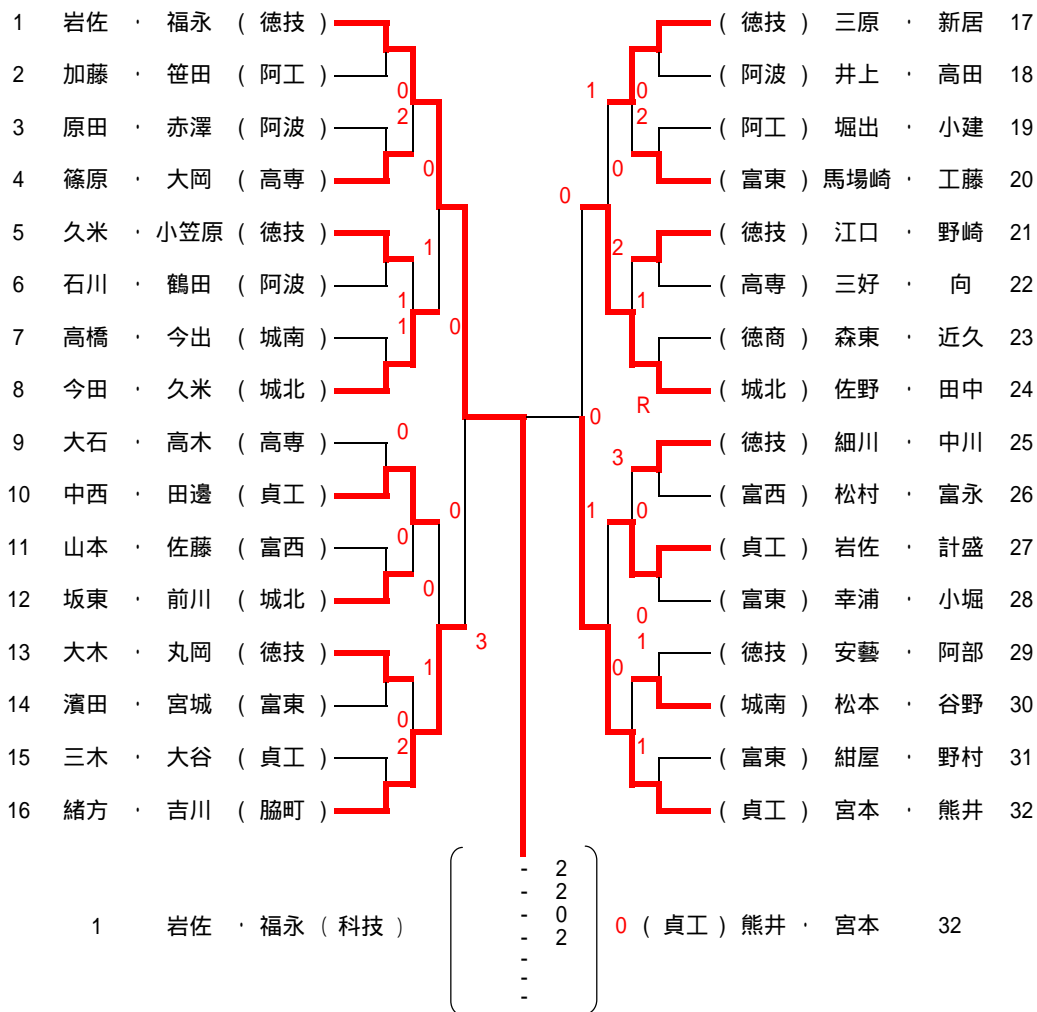 1 岩佐 ・ 福永 ( 徳技 ) ( 徳技 ) 三原 ・ 新居 17
2 加藤 ・ 笹田 ( 阿工 ) ( 阿波 ) 井上 ・ 高田 18
0 1 0
3 原田 ・ 赤澤 ( 阿波 ) 2 2 ( 阿工 ) 堀出 ・ 小建 19
4 篠原 ・ 大岡 ( 高専 ) 0 0 ( 富東 ) 馬場崎 ・ 工藤 20
0
5 久米 ・ 小笠原 ( 徳技 ) 1 2 ( 徳技 ) 江口 ・ 野崎 21
6 石川 ・ 鶴田 ( 阿波 ) 1 1 ( 高専 ) 三好 ・ 向 22
7 高橋 ・ 今出 ( 城南 ) 1 0 ( 徳商 ) 森東 ・ 近久 23
8 今田 ・ 久米 ( 城北 ) R ( 城北 ) 佐野 ・ 田中 24
0 0
9 大石 ・ 高木 ( 高専 ) 3 ( 徳技 ) 細川 ・ 中川 25
10 中西 ・ 田邊 ( 貞工 ) 0 1 0 ( 富西 ) 松村 ・ 富永 26
11 山本 ・ 佐藤 ( 富西 ) 0 ( 貞工 ) 岩佐 ・ 計盛 27
12 坂東 ・ 前川 ( 城北 ) 0 0 ( 富東 ) 幸浦 ・ 小堀 28
3 1
13 大木 ・ 丸岡 ( 徳技 ) 1 0 ( 徳技 ) 安藝 ・ 阿部 29
14 濱田 ・ 宮城 ( 富東 ) 0 ( 城南 ) 松本 ・ 谷野 30
15 三木 ・ 大谷 ( 貞工 ) 2 1 ( 富東 ) 紺屋 ・ 野村 31
16 緒方 ・ 吉川 ( 脇町 ) ( 貞工 ) 宮本 ・ 熊井 32
- 2
- 2
- 0
1 岩佐 ・ 福永 ( 科技 ) 0 ( 貞工 ) 熊井 ・ 宮本 32
- 2
-
-
-